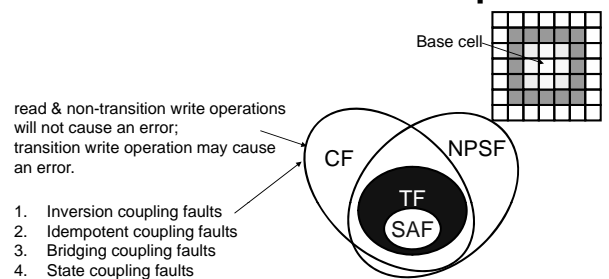 Base cell
read & non-transition write operations
will not cause an error;
transition write operation may cause
an error.
CF
NPSF
TF
SAF
1. Inversion coupling faults
2. Idempotent coupling faults
3. Bridging coupling faults
4. State coupling faults